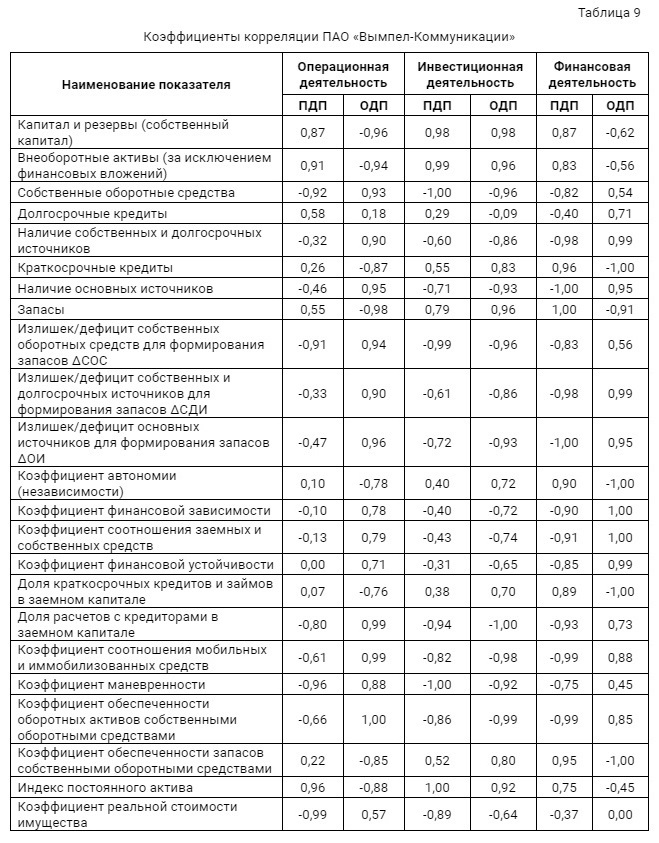 Таблица 9
Коэффициенты корреляции ПАО «Вымпел-Коммуникации»
Наименование показателя
Операционная деятельность
Инвестиционная деятельность
Финансовая деятельность
ПДП ОДП ПДП ОДП ПДП ОДП
Капитал и резервы (собственный
капитал) 0,87 -0,96 0,98 0,98 0,87 -0,62
Внеоборотные активы (за исключением
финансовых вложений) 0,91 -0,94 0,99 0,96 0,83 -0,56
Собственные оборотные средства -0,92 0,93 -1,00 -0,96 -0,82 0,54
Долгосрочные кредиты 0,58 0,18 0,29 -0,09 -0,40 0,71
Наличие собственных и долгосрочных
источников -0,32 0,90 -0,60 -0,86 -0,98 0,99
Краткосрочные кредиты 0,26 -0,87 0,55 0,83 0,96 -1,00
Наличие основных источников -0,46 0,95 -0,71 -0,93 -1,00 0,95
Запасы 0,55 -0,98 0,79 0,96 1,00 -0,91
Излишек/дефицит собственных
оборотных средств для формирования
запасов ΔСОС -0,91 0,94 -0,99 -0,96 -0,83 0,56
Излишек/дефицит собственных и
долгосрочных источников для
формирования запасов ΔСДИ -0,33 0,90 -0,61 -0,86 -0,98 0,99
Излишек/дефицит основных
источников для формирования запасов
ΔОИ -0,47 0,96 -0,72 -0,93 -1,00 0,95
Коэффициент автономии
(независимости) 0,10 -0,78 0,40 0,72 0,90 -1,00
Коэффициент финансовой зависимости -0,10 0,78 -0,40 -0,72 -0,90 1,00
Коэффициент соотношения заемных и
собственных средств -0,13 0,79 -0,43 -0,74 -0,91 1,00
Коэффициент финансовой устойчивости 0,00 0,71 -0,31 -0,65 -0,85 0,99
Доля краткосрочных кредитов и займов
в заемном капитале 0,07 -0,76 0,38 0,70 0,89 -1,00
Доля расчетов с кредиторами в
заемном капитале -0,80 0,99 -0,94 -1,00 -0,93 0,73
Коэффициент соотношения мобильных
и иммобилизованных средств -0,61 0,99 -0,82 -0,98 -0,99 0,88
Коэффициент маневренности -0,96 0,88 -1,00 -0,92 -0,75 0,45
Коэффициент обеспеченности
оборотных активов собственными
оборотными средствами -0,66 1,00 -0,86 -0,99 -0,99 0,85
Коэффициент обеспеченности запасов
собственными оборотными средствами 0,22 -0,85 0,52 0,80 0,95 -1,00
Индекс постоянного актива 0,96 -0,88 1,00 0,92 0,75 -0,45
Коэффициент реальной стоимости
имущества -0,99 0,57 -0,89 -0,64 -0,37 0,00